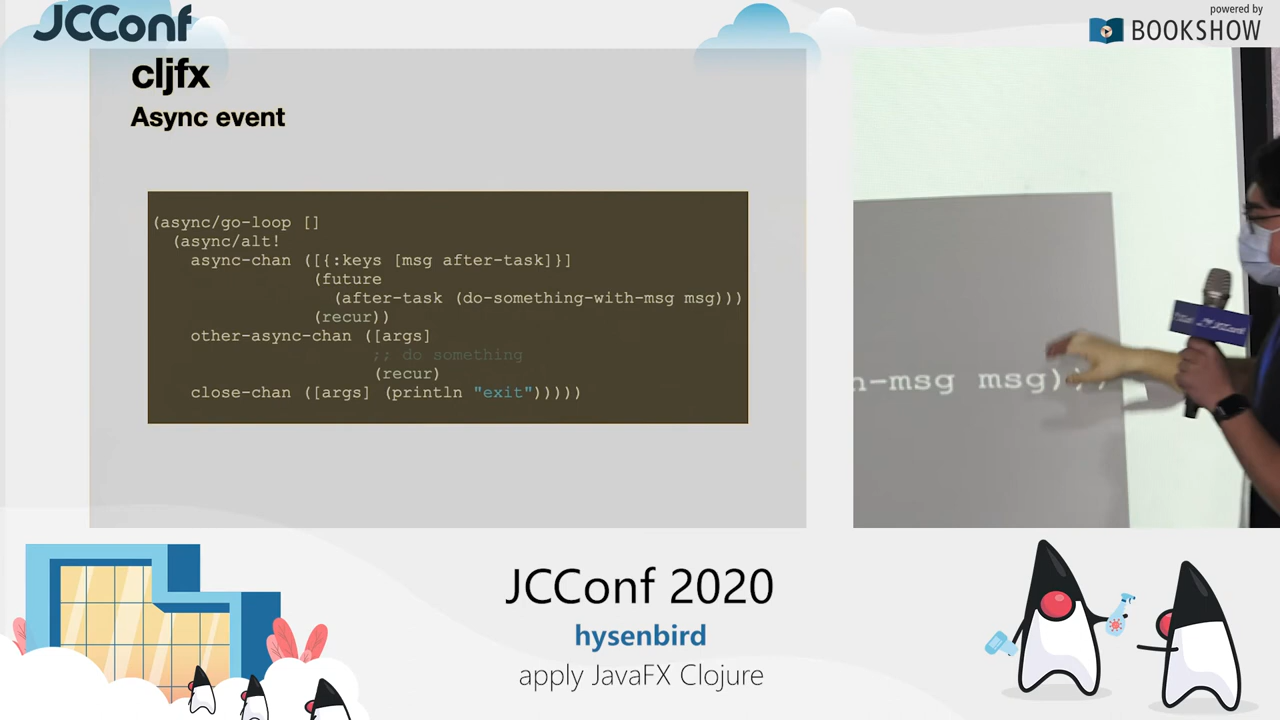 JCConf
powered by
BOOKSHOW
cljfx
Async event
(async/go-loop []
(async/alt!
async-chan ([{:keys [msg after-task]}]
(future
(after-task (do-something-with-msg msg)))
(recur))
other-async-chan ([args]
;; do something
(recur)
close-chan ([args] (println "exit")))))
-msg msg)
JCConf 2020
hysenbird
apply JavaFX Clojure